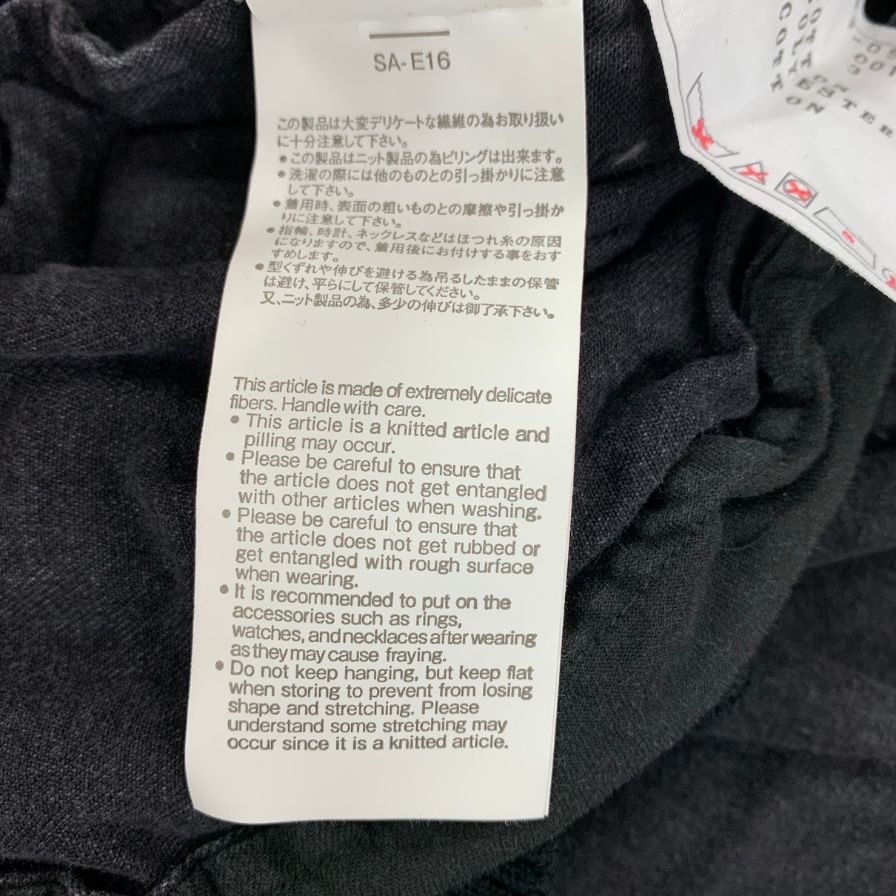 SA-E16
この製品は大変デリケートな繊維の為お取り扱い
に十分注意して下さい。
●この製品はニット製品の為ピリングは出来ます。
●洗濯の際には他のものとの引っ掛かりに注意
して下さい。
●着用時、表面の粗いものとの摩擦や引っ掛か
りに注意して下さい。
●指輪、時計、ネックレスなどはほつれ糸の原因
になりますので、着用後にお付けする事をおす
すめします。
●型くずれや伸びを避ける為吊るしたままの保管
は避け、平らにして保管してください。
又、ニット製品の為、多少の伸びは御了承下さい。
This article is made of extremely delicate
fibers. Handle with care.
● This article is a knitted article and
pilling may occur.
● Please be careful to ensure that
the article does not get entangled
with other articles when washing.
● Please be careful to ensure that
the article does not get rubbed or
get entangled with rough surface
when wearing.
● It is recommended to put on the
accessories such as rings,
watches, and necklaces after wearing
as they may cause fraying.
● Do not keep hanging, but keep flat
when storing to prevent from losing
shape and stretching. Please
understand some stretching may
occur since it is a knitted article.